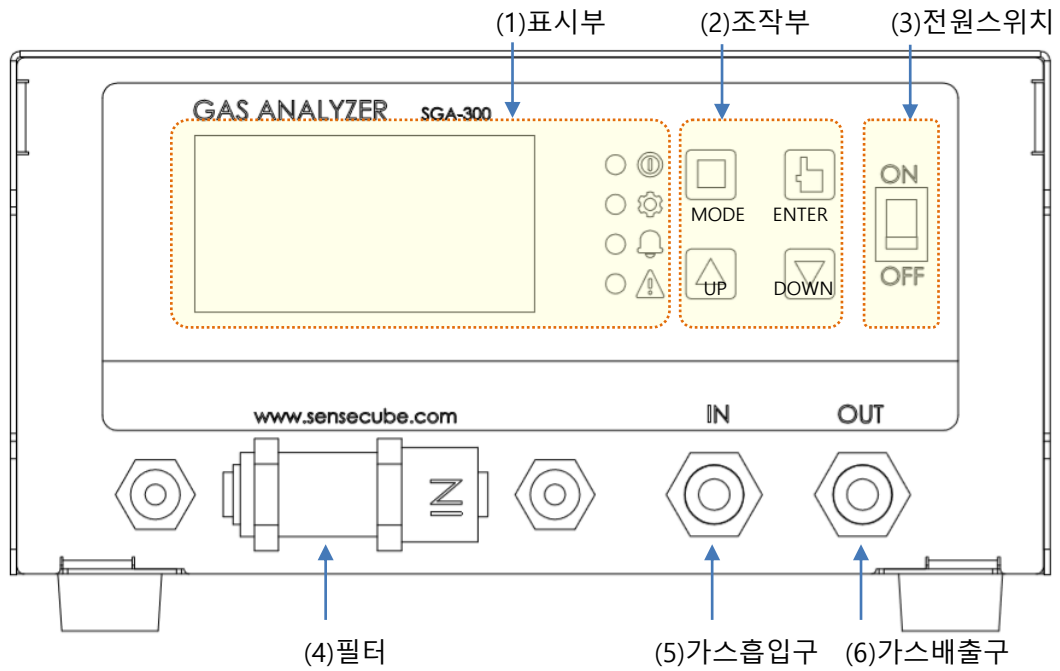 (1)표시부 (2)조작부 (3)전원스위치
GAS ANALYZER SGA-300
ON
MODE ENTER
OFF
UP DOWN
www.sensecube.com IN OUT
IN
(4)필터 (5)가스흡입구 (6)가스배출구